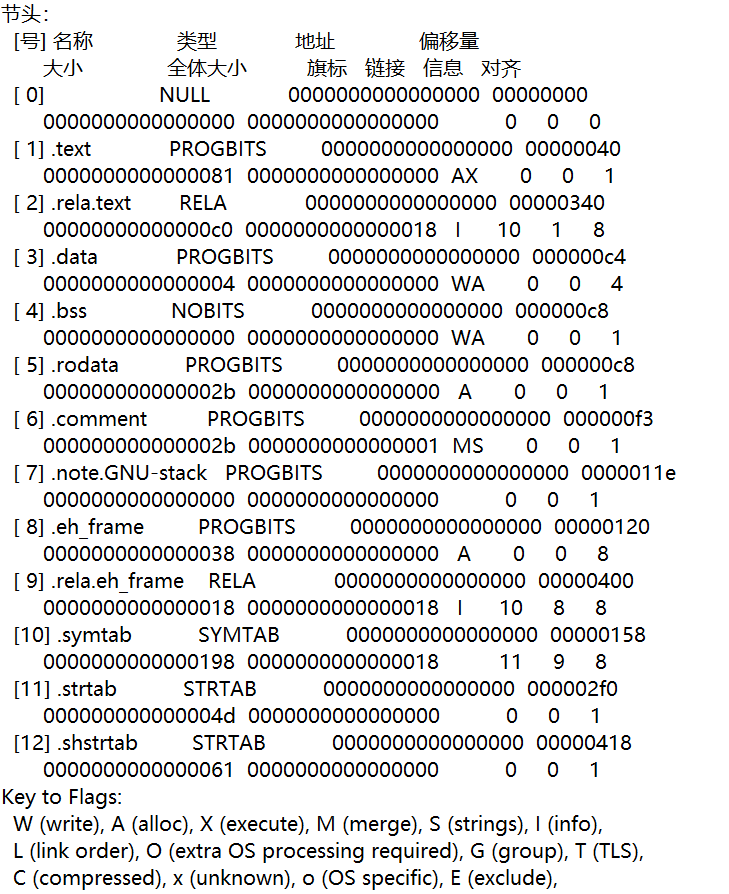 节头：
[号] 名称 类型 地址 偏移量
大小 全体大小 旗标 链接 信息 对齐
[ 0] NULL 0000000000000000 00000000
0000000000000000 0000000000000000 0 0 0
[ 1] .text PROGBITS 0000000000000000 00000040
0000000000000081 0000000000000000 AX 0 0 1
[ 2] .rela.text RELA 0000000000000000 00000340
00000000000000c0 0000000000000018 I 10 1 8
[ 3] .data PROGBITS 0000000000000000 000000c4
0000000000000004 0000000000000000 WA 0 0 4
[ 4] .bss NOBITS 0000000000000000 000000c8
0000000000000000 0000000000000000 WA 0 0 1
[ 5] .rodata PROGBITS 0000000000000000 000000c8
000000000000002b 0000000000000000 A 0 0 1
[ 6] .comment PROGBITS 0000000000000000 000000f3
000000000000002b 0000000000000001 MS 0 0 1
[ 7] .note.GNU-stack PROGBITS 0000000000000000 0000011e
0000000000000000 0000000000000000 0 0 1
[ 8] .eh_frame PROGBITS 0000000000000000 00000120
0000000000000038 0000000000000000 A 0 0 8
[ 9] .rela.eh_frame RELA 0000000000000000 00000400
0000000000000018 0000000000000018 I 10 8 8
[10] .symtab SYMTAB 0000000000000000 00000158
0000000000000198 0000000000000018 11 9 8
[11] .strtab STRTAB 0000000000000000 000002f0
000000000000004d 0000000000000000 0 0 1
[12] .shstrtab STRTAB 0000000000000000 00000418
0000000000000061 0000000000000000 0 0 1
Key to Flags:
W (write), A (alloc), X (execute), M (merge), S (strings), I (info),
L (link order), O (extra OS processing required), G (group), T (TLS),
C (compressed), x (unknown), o (OS specific), E (exclude),